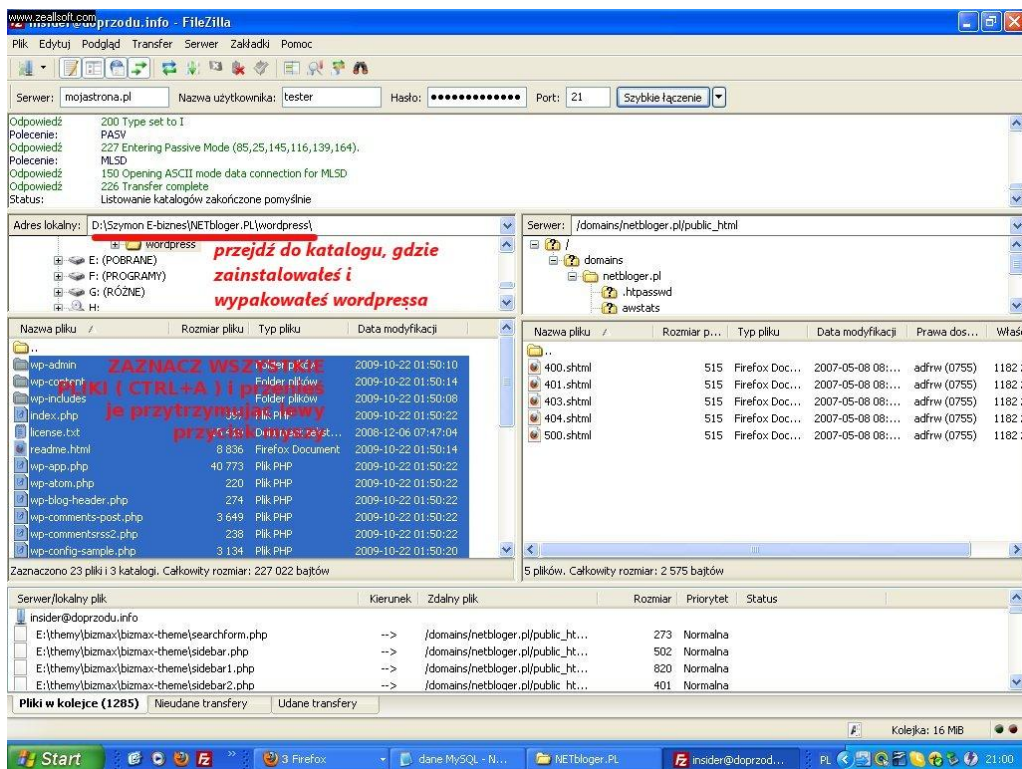 www.zeallsoft.com
insider@doprzodu.info - FileZilla
Plik Edytuj Podgląd Transfer Serwer Zakładki Pomoc
Serwer: mojastrona.pl Nazwa użytkownika: tester Hasło: ●●●●●●●●●●●●● Port: 21 Szybkie łączenie
Odpowiedź 200 Type set to I
Polecenie: PASV
Odpowiedź 227 Entering Passive Mode (85,25,145,116,139,164).
Polecenie: MLSD
Odpowiedź 150 Opening ASCII mode data connection for MLSD
Odpowiedź 226 Transfer complete
Status: Listowanie katalogów zakończone pomyślnie
Adres lokalny: D:\Szymon E-biznes\NETbloger.PL\wordpress\
wordpress
E: (POBRANE)
F: (PROGRAMY)
G: (RÓŻNE)
H:
przejdź do katalogu, gdzie
zainstalowałeś i
wypakowałeś wordpressa
Serwer: /domains/netbloger.pl/public_html
/
domains
netbloger.pl
.htpasswd
awstats
Nazwa pliku / Rozmiar pliku Typ pliku Data modyfikacji
..
wp-admin 2009-10-22 01:50:10
wp-content Folder plików 2009-10-22 01:50:14
wp-includes Folder plików 2009-10-22 01:50:08
index.php Plik PHP 2009-10-22 01:50:22
license.txt 2008-12-06 07:47:04
readme.html 8 836 Firefox Document 2009-10-22 01:50:14
wp-app.php 40 773 Plik PHP 2009-10-22 01:50:22
wp-atom.php 220 Plik PHP 2009-10-22 01:50:22
wp-blog-header.php 274 Plik PHP 2009-10-22 01:50:22
wp-comments-post.php 3 649 Plik PHP 2009-10-22 01:50:22
wp-commentsrss2.php 238 Plik PHP 2009-10-22 01:50:22
wp-config-sample.php 3 134 Plik PHP 2009-10-22 01:50:20
ZAZNACZ WSZYSTKIE
PLIKI ( CTRL+A ) i przenieś
je przytrzymując lewy
przycisk myszy
Zaznaczono 23 pliki i 3 katalogi. Całkowity rozmiar: 227 022 bajtów
Nazwa pliku / Rozmiar p... Typ pliku Data modyfikacji Prawa dos... Właś
..
400.shtml 515 Firefox Doc... 2007-05-08 08:... adfrw (0755) 1182
401.shtml 515 Firefox Doc... 2007-05-08 08:... adfrw (0755) 1182
403.shtml 515 Firefox Doc... 2007-05-08 08:... adfrw (0755) 1182
404.shtml 515 Firefox Doc... 2007-05-08 08:... adfrw (0755) 1182
500.shtml 515 Firefox Doc... 2007-05-08 08:... adfrw (0755) 1182
5 plików. Całkowity rozmiar: 2 575 bajtów
Serwer/lokalny plik Kierunek Zdalny plik Rozmiar Priorytet Status
insider@doprzodu.info
E:\themy\bizmax\bizmax-theme\searchform.php --> /domains/netbloger.pl/public_ht... 273 Normalna
E:\themy\bizmax\bizmax-theme\sidebar.php --> /domains/netbloger.pl/public_ht... 502 Normalna
E:\themy\bizmax\bizmax-theme\sidebar1.php --> /domains/netbloger.pl/public_ht... 820 Normalna
E:\themy\bizmax\bizmax-theme\sidebar2.php --> /domains/netbloger.pl/public_ht... 401 Normalna
Pliki w kolejce (1285) Nieudane transfery Udane transfery
Kolejka: 16 MiB
Start 3 Firefox dane MySQL - N... NETbloger.PL insider@doprzod... PL 21:00